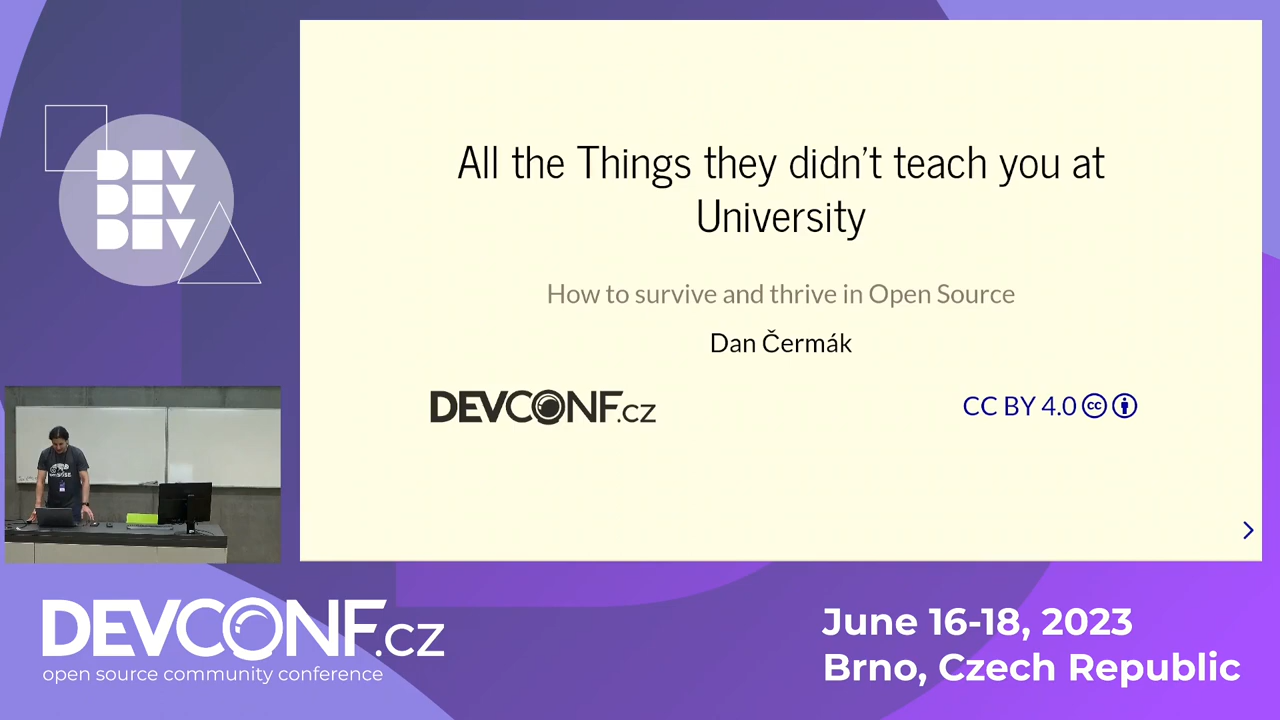 DEV
DEV
DEV
All the Things they didn't teach you at
University
How to survive and thrive in Open Source
Dan Čermák
DEVCONF.cz
CC BY 4.0
DEVCONF.cz
open source community conference
June 16-18, 2023
Brno, Czech Republic